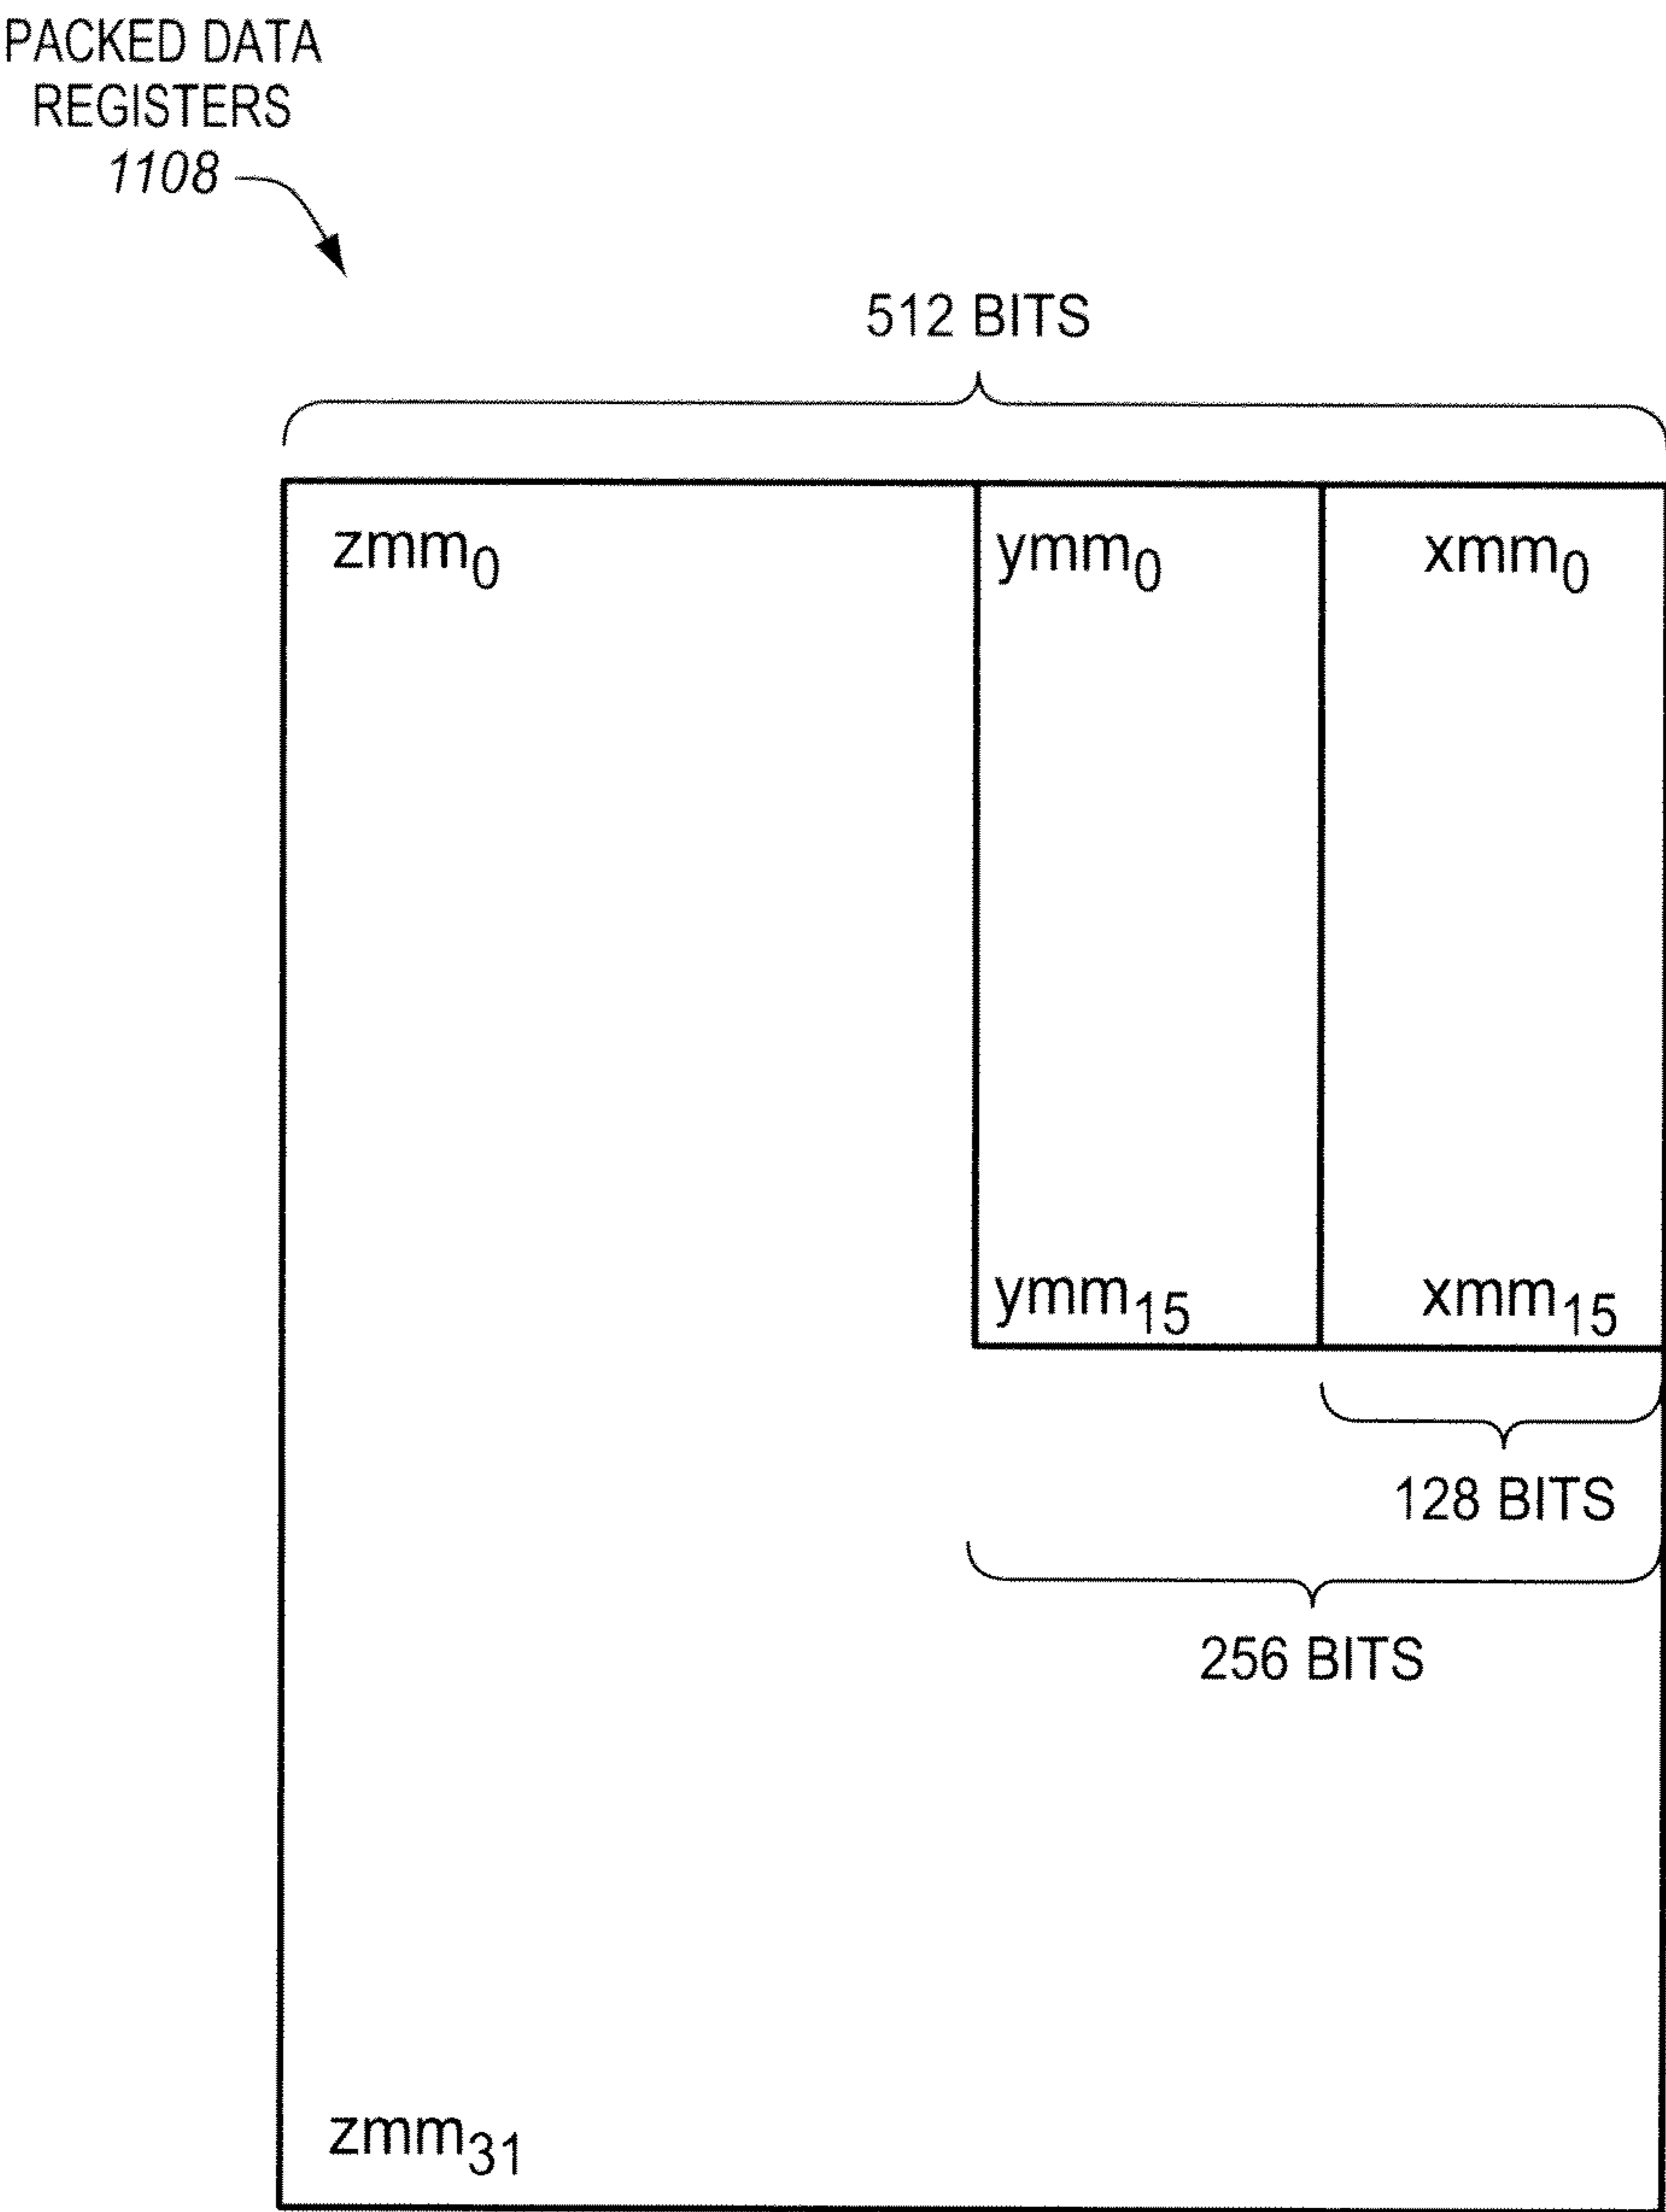 PACKED DATA
REGISTERS
1108
512 BITS
zmm0 ymm0 xmm0
ymm15 xmm15
128 BITS
256 BITS
zmm31